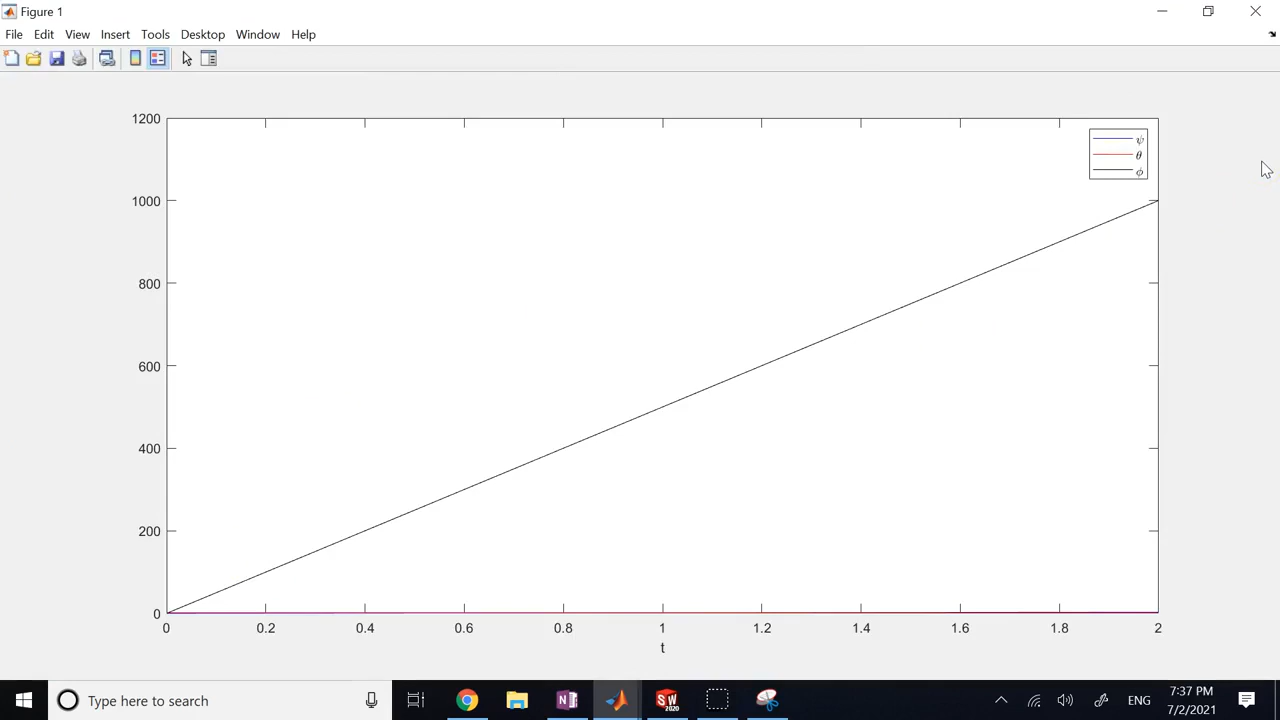 Figure 1
File Edit View Insert Tools Desktop Window Help
1200
1000
800
600
400
200
0
ψ
θ
ϕ
0 0.2 0.4 0.6 0.8 1 1.2 1.4 1.6 1.8 2
t
Type here to search
SW
2020
ENG
7:37 PM
7/2/2021